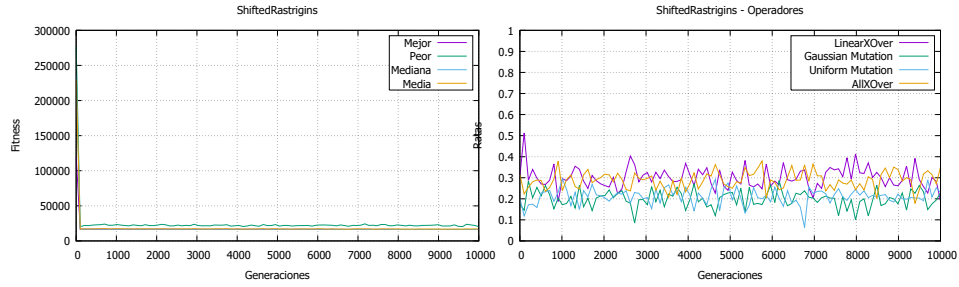 ShiftedRastrigins
300000
250000
200000
150000
100000
50000
0
0 1000 2000 3000 4000 5000 6000 7000 8000 9000 10000
Fitness
Generaciones
Mejor
Peor
Mediana
Media
ShiftedRastrigins - Operadores
1
0.9
0.8
0.7
0.6
0.5
0.4
0.3
0.2
0.1
0
0 1000 2000 3000 4000 5000 6000 7000 8000 9000 10000
Ratas
Generaciones
LinearXOver
Gaussian Mutation
Uniform Mutation
AllXOver